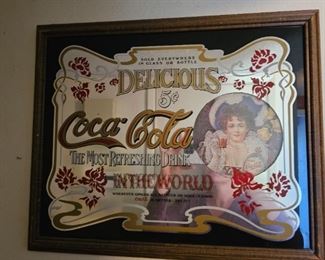 SOLD EVERYWHERE
IN GLASS OR BOTTLE
DELICIOUS
5¢
Coca-Cola
THE MOST REFRESHING DRINK
IN THE WORLD